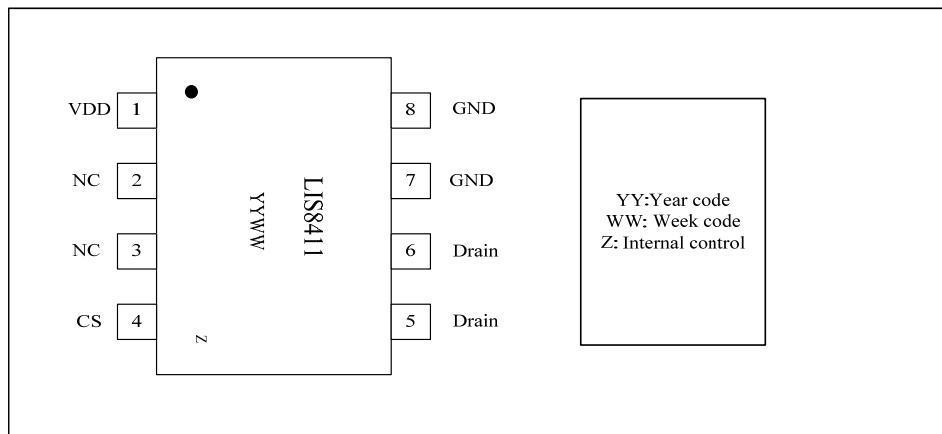 VDD 1
NC 2
NC 3
CS 4
8 GND
7 GND
6 Drain
5 Drain
LIS8411
YYWW
Z
YY:Year code
WW: Week code
Z: Internal control